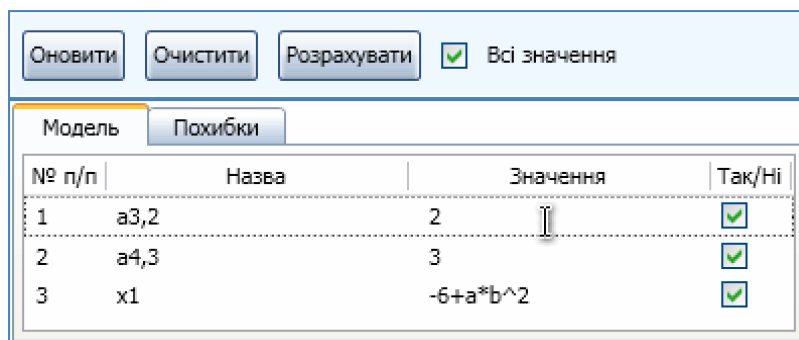 Оновити Очистити Розрахувати Всі значення
Модель Похибки
№ п/п Назва Значення Так/Ні
1 a3,2 2
2 a4,3 3
3 x1 -6+a*b^2